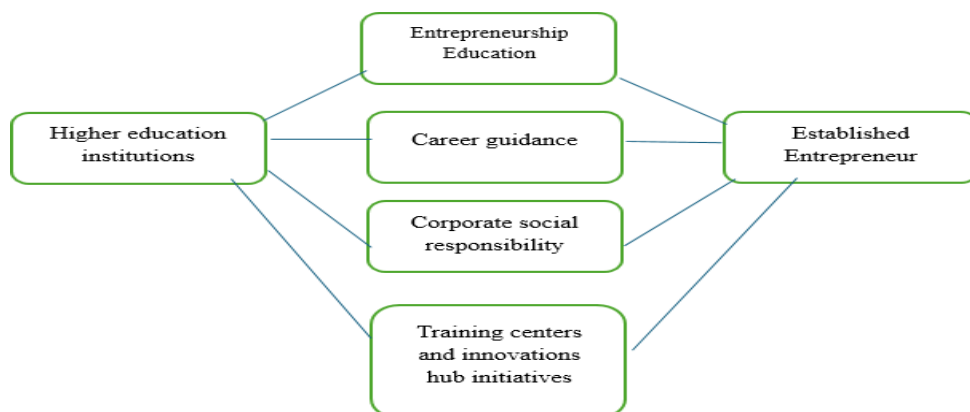 Entrepreneurship
Education
Higher education
institutions
Career guidance
Established
Entrepreneur
Corporate social
responsibility
Training centers
and innovations
hub initiatives